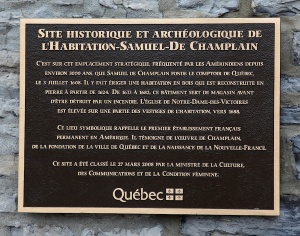 Site historique et archéologique de
l'Habitation-Samuel-De Champlain
C'est sur cet emplacement stratégique, fréquenté par les Amérindiens depuis
environ 2000 ans, que Samuel de Champlain fonde le comptoir de Québec,
le 3 juillet 1608. Il y fait ériger une habitation en bois que est reconstruite en
pierre à partir de 1624. De 1633 à 1682, ce bâtiment sert de magasin avant
d'être détruit par un incendie. L'église de Notre-Dame-des-Victoires
est élevée sur une partie des vestiges de l'habitation, vers 1688.
Ce lieu symbolique rappelle le premier établissement français
permanent en Amérique. Il témoigne de l'œuvre de Champlain,
de la fondation de la ville de Québec et de la naissance de la Nouvelle-France.
Ce site a été classé le 27 mars 2008 par la ministre de la Culture,
des Communications et de la Condition féminine.
Québec